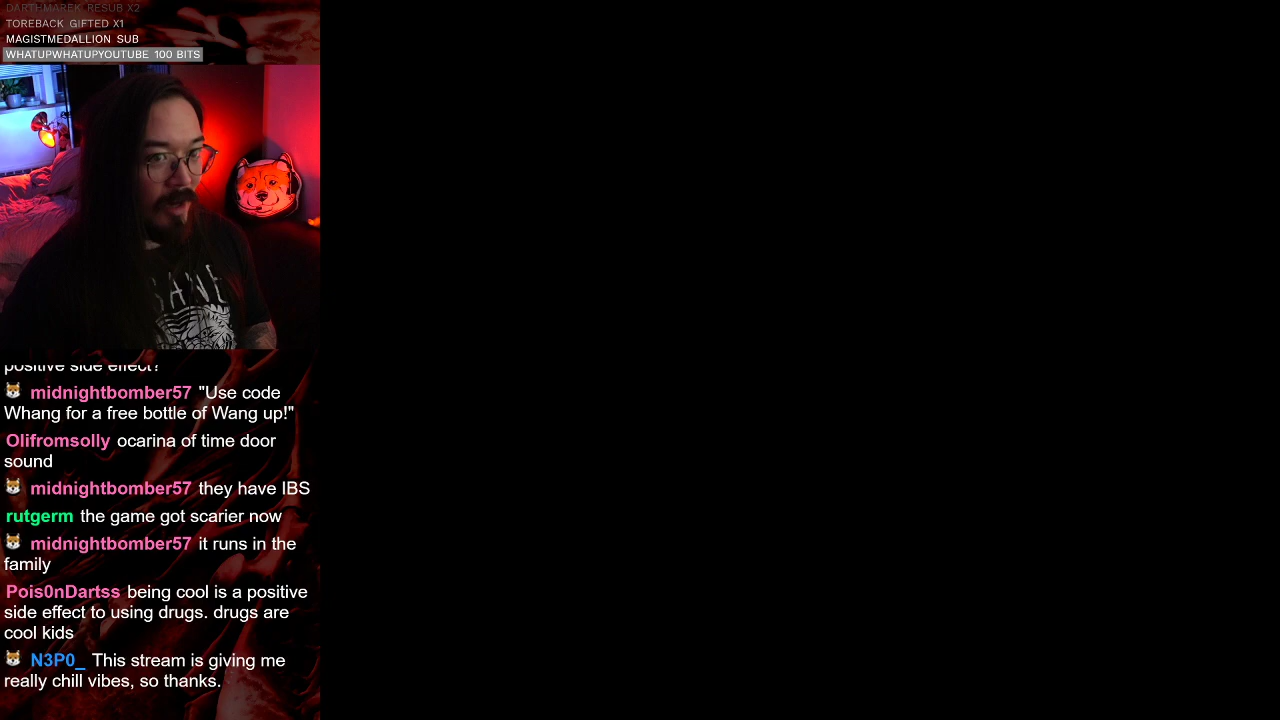 DARTHMAREK RESUB X2
TOREBACK GIFTED X1
MAGISTMEDALLION SUB
WHATUPWHATUPYOUTUBE 100 BITS
positive side effect?
midnightbomber57 "Use code
Whang for a free bottle of Wang up!"
Olifromsolly ocarina of time door
sound
midnightbomber57 they have IBS
rutgerm the game got scarier now
midnightbomber57 it runs in the
family
Pois0nDartss being cool is a positive
side effect to using drugs. drugs are
cool kids
N3P0_ This stream is giving me
really chill vibes, so thanks.